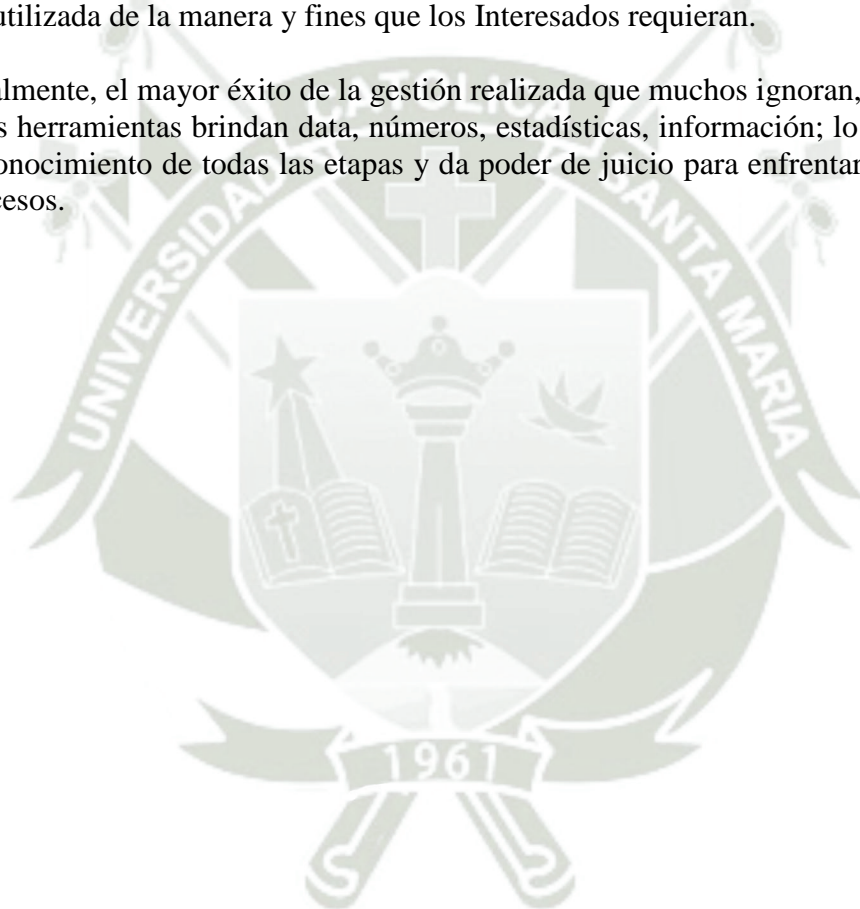 utilizada de la manera y fines que los Interesados requieran.
almente, el mayor éxito de la gestión realizada que muchos ignoran,
s herramientas brindan data, números, estadísticas, información; lo
onocimiento de todas las etapas y da poder de juicio para enfrentar
cesos.
UNIVERSIDAD CATOLICA SANTA MARIA
1961